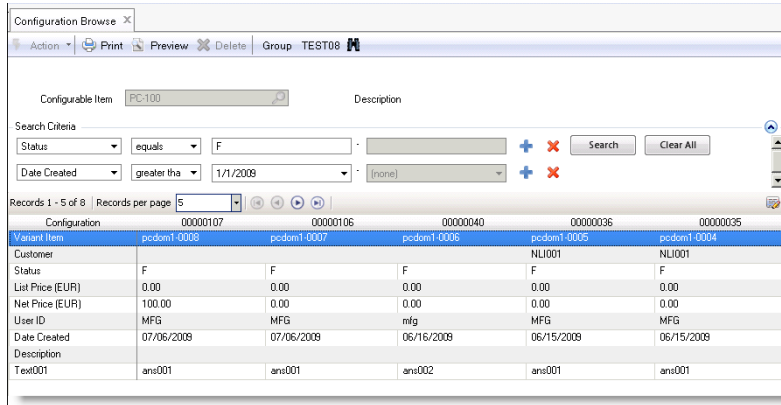 Configuration Browse X
Action Print Preview Delete Group TEST08
Configurable Item PC-100 Description
Search Criteria
Status equals F - Search Clear All
Date Created greater tha - 1/1/2009 - (none)
Records 1 - 5 of 8 Records per page 5
Configuration 00000107 00000106 00000040 00000036 00000035
Variant Item pcdom1-0008 pcdom1-0007 pcdom1-0006 pcdom1-0005 pcdom1-0004
Customer NLI001 NLI001
Status F F F F F
List Price (EUR) 0.00 0.00 0.00 0.00 0.00
Net Price (EUR) 100.00 0.00 0.00 0.00 0.00
User ID MFG MFG mfg MFG MFG
Date Created 07/06/2009 07/06/2009 06/16/2009 06/15/2009 06/15/2009
Description
Text001 ans001 ans001 ans002 ans001 ans001